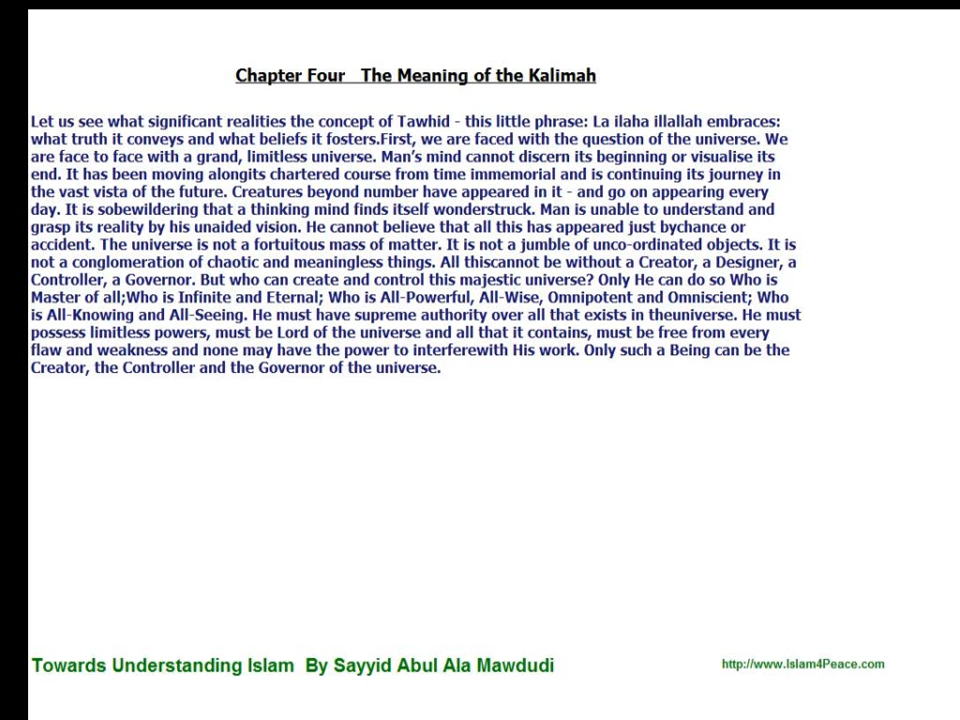 Chapter Four   The Meaning of the Kalimah
Let us see what significant realities the concept of Tawhid - this little phrase: La ilaha illallah embraces:
what truth it conveys and what beliefs it fosters.First, we are faced with the question of the universe. We
are face to face with a grand, limitless universe. Man's mind cannot discern its beginning or visualise its
end. It has been moving alongits chartered course from time immemorial and is continuing its journey in
the vast vista of the future. Creatures beyond number have appeared in it - and go on appearing every
day. It is sobewildering that a thinking mind finds itself wonderstruck. Man is unable to understand and
grasp its reality by his unaided vision. He cannot believe that all this has appeared just bychance or
accident. The universe is not a fortuitous mass of matter. It is not a jumble of unco-ordinated objects. It is
not a conglomeration of chaotic and meaningless things. All thiscannot be without a Creator, a Designer, a
Controller, a Governor. But who can create and control this majestic universe? Only He can do so Who is
Master of all;Who is Infinite and Eternal; Who is All-Powerful, All-Wise, Omnipotent and Omniscient; Who
is All-Knowing and All-Seeing. He must have supreme authority over all that exists in theuniverse. He must
possess limitless powers, must be Lord of the universe and all that it contains, must be free from every
flaw and weakness and none may have the power to interferewith His work. Only such a Being can be the
Creator, the Controller and the Governor of the universe.
Towards Understanding Islam  By Sayyid Abul Ala Mawdudi
http://www.Islam4Peace.com